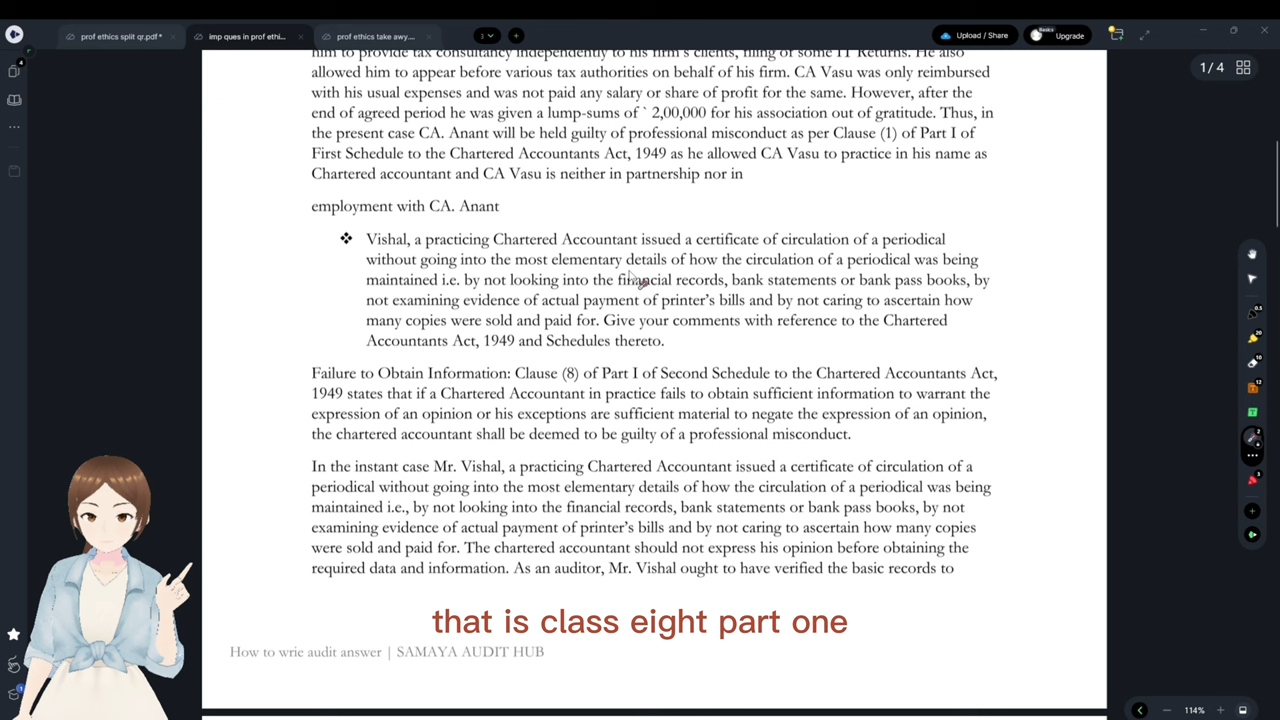 prof ethics split qr.pdf*
imp ques in prof ethi...
prof ethics take awy....
3
Upload / Share
Upgrade
1/4
him to provide tax consultancy independently to his firm's clients, filing of some IT Returns. He also
allowed him to appear before various tax authorities on behalf of his firm. CA Vasu was only reimbursed
with his usual expenses and was not paid any salary or share of profit for the same. However, after the
end of agreed period he was given a lump-sums of ` 2,00,000 for his association out of gratitude. Thus, in
the present case CA. Anant will be held guilty of professional misconduct as per Clause (1) of Part I of
First Schedule to the Chartered Accountants Act, 1949 as he allowed CA Vasu to practice in his name as
Chartered accountant and CA Vasu is neither in partnership nor in
employment with CA. Anant
❖ Vishal, a practicing Chartered Accountant issued a certificate of circulation of a periodical
without going into the most elementary details of how the circulation of a periodical was being
maintained i.e. by not looking into the financial records, bank statements or bank pass books, by
not examining evidence of actual payment of printer's bills and by not caring to ascertain how
many copies were sold and paid for. Give your comments with reference to the Chartered
Accountants Act, 1949 and Schedules thereto.
Failure to Obtain Information: Clause (8) of Part I of Second Schedule to the Chartered Accountants Act,
1949 states that if a Chartered Accountant in practice fails to obtain sufficient information to warrant the
expression of an opinion or his exceptions are sufficient material to negate the expression of an opinion,
the chartered accountant shall be deemed to be guilty of a professional misconduct.
In the instant case Mr. Vishal, a practicing Chartered Accountant issued a certificate of circulation of a
periodical without going into the most elementary details of how the circulation of a periodical was being
maintained i.e., by not looking into the financial records, bank statements or bank pass books, by not
examining evidence of actual payment of printer's bills and by not caring to ascertain how many copies
were sold and paid for. The chartered accountant should not express his opinion before obtaining the
required data and information. As an auditor, Mr. Vishal ought to have verified the basic records to
that is class eight part one
How to wrie audit answer | SAMAYA AUDIT HUB
114%